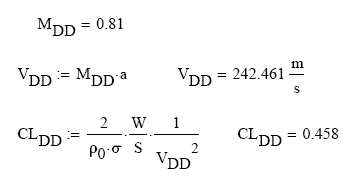 M_DD = 0.81
V_DD := M_DD·a    V_DD = 242.461 m/s
CL_DD := 2/(ρ_0·σ)·W/S·1/V_DD^2    CL_DD = 0.458